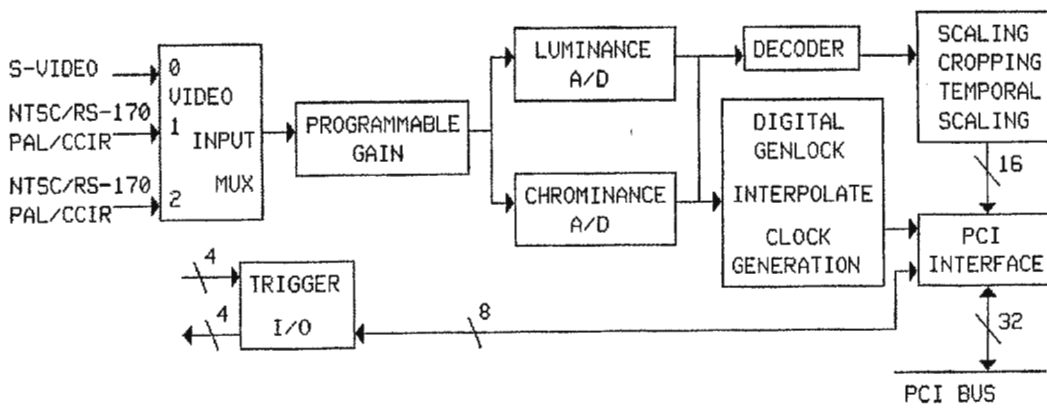 S-VIDEO
NTSC/RS-170
PAL/CCIR
NTSC/RS-170
PAL/CCIR
0
VIDEO
1
INPUT
MUX
2
PROGRAMMABLE
GAIN
LUMINANCE
A/D
CHROMINANCE
A/D
DECODER
DIGITAL
GENLOCK
INTERPOLATE
CLOCK
GENERATION
SCALING
CROPPING
TEMPORAL
SCALING
16
PCI
INTERFACE
32
PCI BUS
4
4
TRIGGER
I/O
8